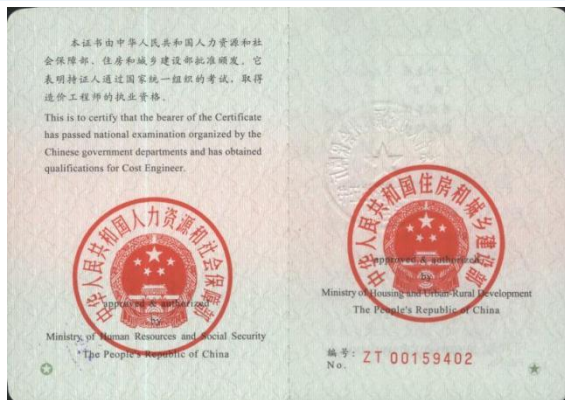 本证书由中华人民共和国人力资源和社
会保障部、住房和城乡建设部批准颁发。它
表明持证人通过国家统一组织的考试，取得
造价工程师的执业资格。
This is to certify that the bearer of the Certificate
has passed national examination organized by the
Chinese government departments and has obtained
qualifications for Cost Engineer.
中华人民共和国人力资源和社会保障部
approved & authorized
by
Ministry of Human Resources and Social Security
The People's Republic of China
中华人民共和国住房和城乡建设部
approved & authorized
by
Ministry of Housing and Urban-Rural Development
The People's Republic of China
编号: ZT 00159402
No.